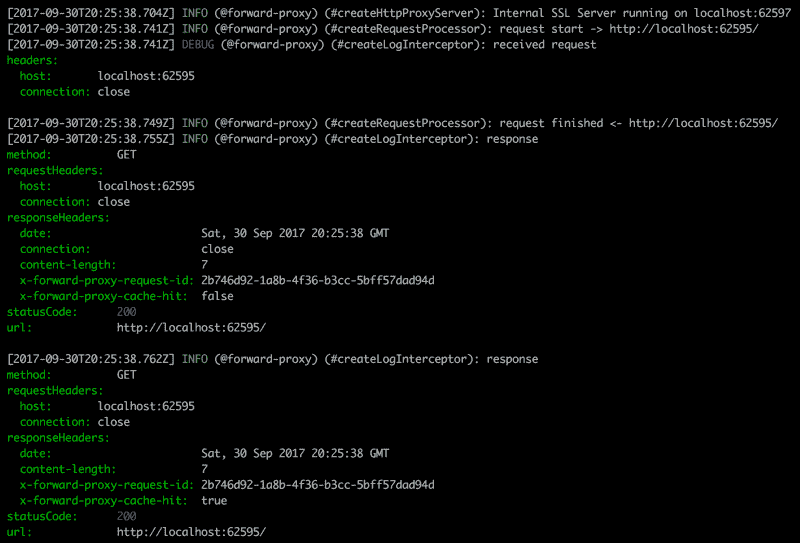 [2017-09-30T20:25:38.704Z] INFO (@forward-proxy) (#createHttpProxyServer): Internal SSL Server running on localhost:62597
[2017-09-30T20:25:38.741Z] INFO (@forward-proxy) (#createRequestProcessor): request start -> http://localhost:62595/
[2017-09-30T20:25:38.741Z] DEBUG (@forward-proxy) (#createLogInterceptor): received request
headers:
  host:       localhost:62595
  connection: close

[2017-09-30T20:25:38.749Z] INFO (@forward-proxy) (#createRequestProcessor): request finished <- http://localhost:62595/
[2017-09-30T20:25:38.755Z] INFO (@forward-proxy) (#createLogInterceptor): response
method:          GET
requestHeaders:
  host:       localhost:62595
  connection: close
responseHeaders:
  date:                       Sat, 30 Sep 2017 20:25:38 GMT
  connection:                 close
  content-length:             7
  x-forward-proxy-request-id: 2b746d92-1a8b-4f36-b3cc-5bff57dad94d
  x-forward-proxy-cache-hit:  false
statusCode:      200
url:             http://localhost:62595/

[2017-09-30T20:25:38.762Z] INFO (@forward-proxy) (#createLogInterceptor): response
method:          GET
requestHeaders:
  host:       localhost:62595
  connection: close
responseHeaders:
  date:                       Sat, 30 Sep 2017 20:25:38 GMT
  content-length:             7
  x-forward-proxy-request-id: 2b746d92-1a8b-4f36-b3cc-5bff57dad94d
  x-forward-proxy-cache-hit:  true
statusCode:      200
url:             http://localhost:62595/